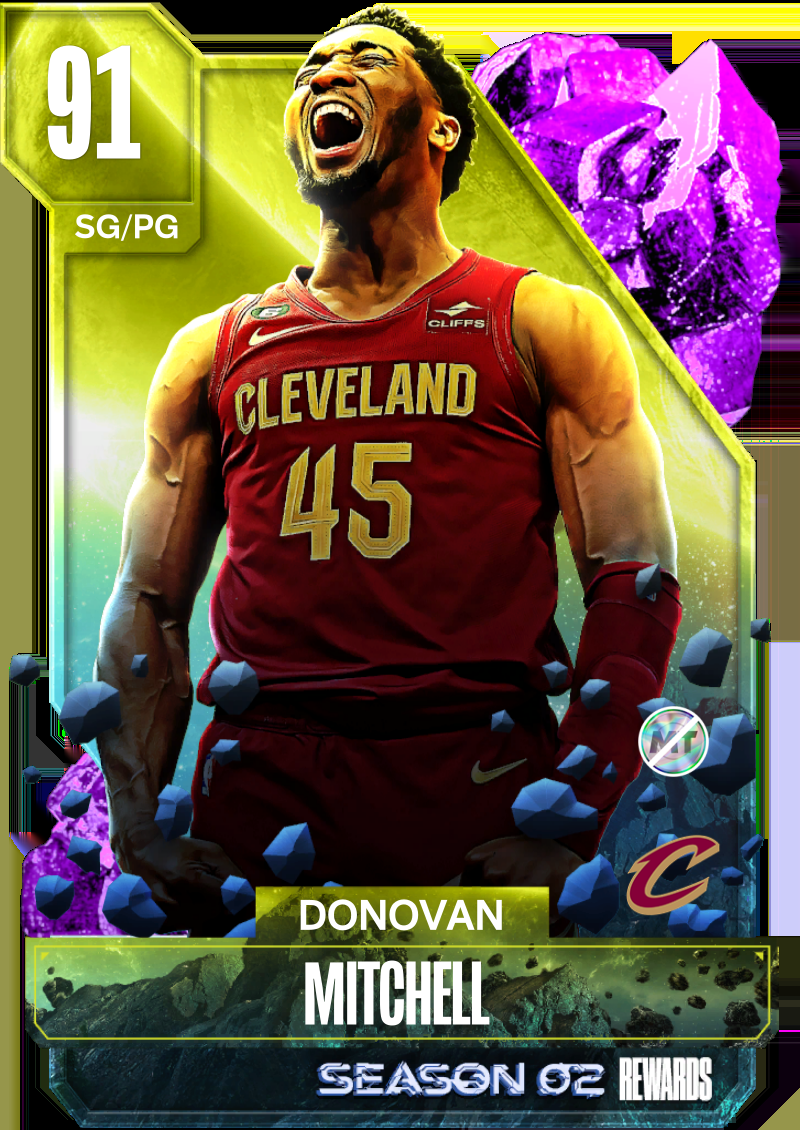 91
SG/PG
CLIFFS
CLEVELAND
45
MT
C
DONOVAN
MITCHELL
SEASON 02 REWARDS